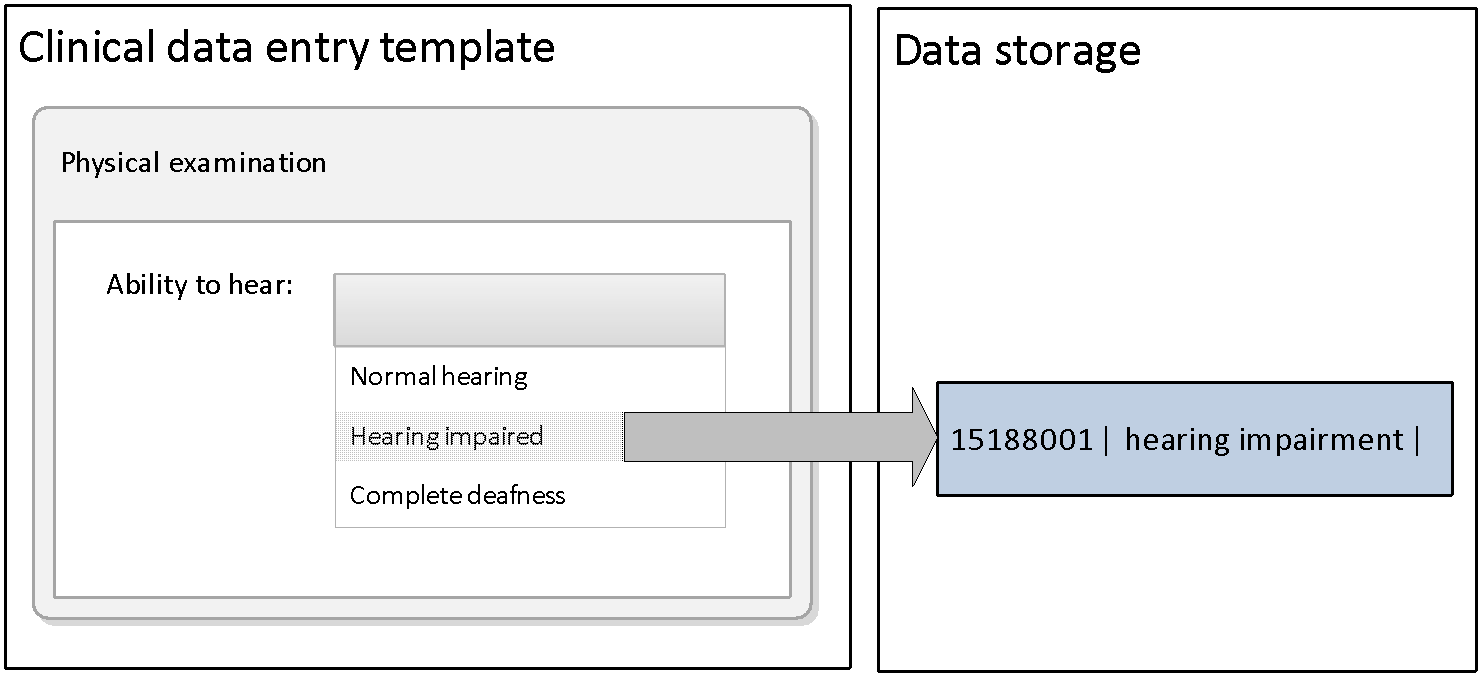 Clinical data entry template
Data storage
Physical examination
Ability to hear:
Normal hearing
Hearing impaired
Complete deafness
15188001 | hearing impairment |